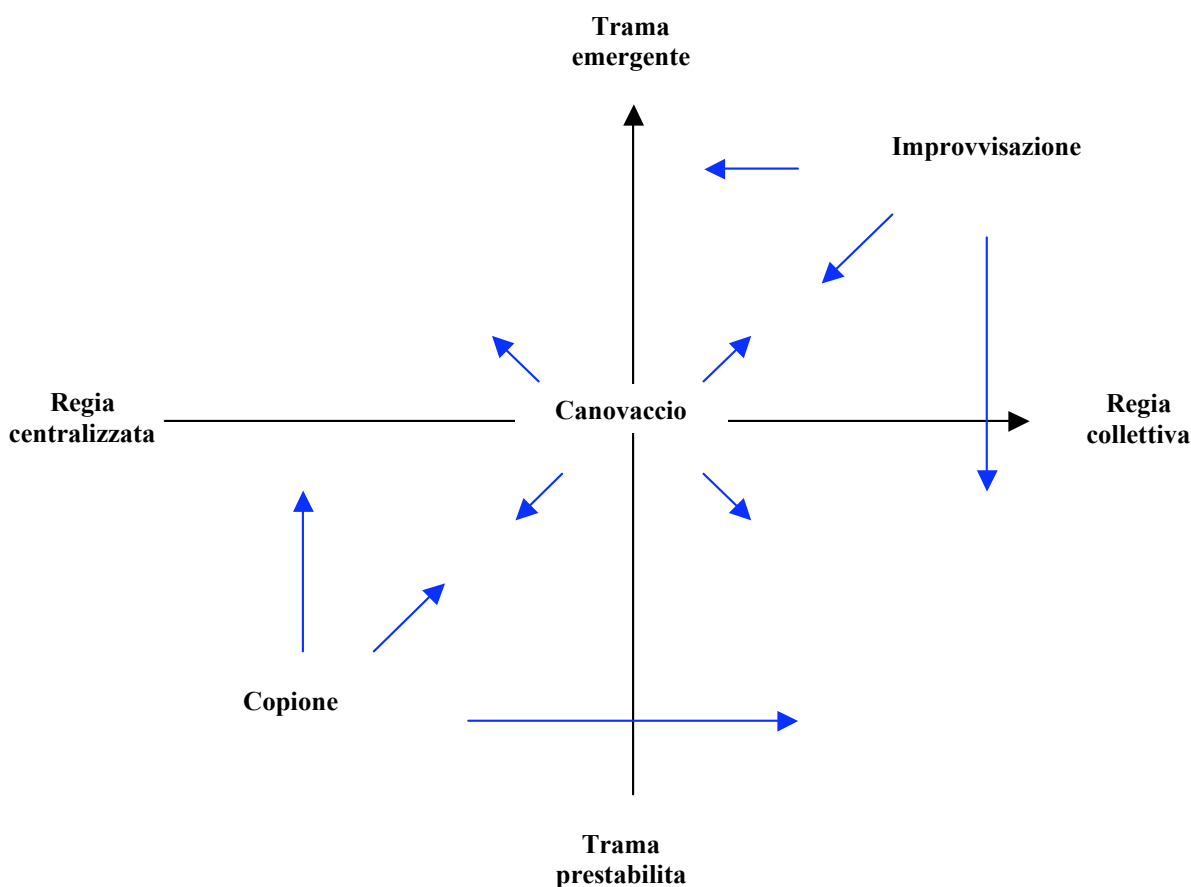 Trama
emergente
Improvvisazione
Regia
centralizzata
Canovaccio
Regia
collettiva
Copione
Trama
prestabilita